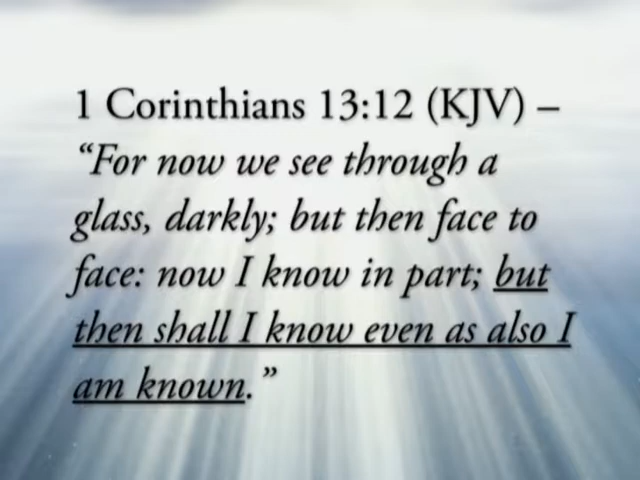 1 Corinthians 13:12 (KJV) –
“For now we see through a
glass, darkly; but then face to
face: now I know in part; but
then shall I know even as also I
am known.”